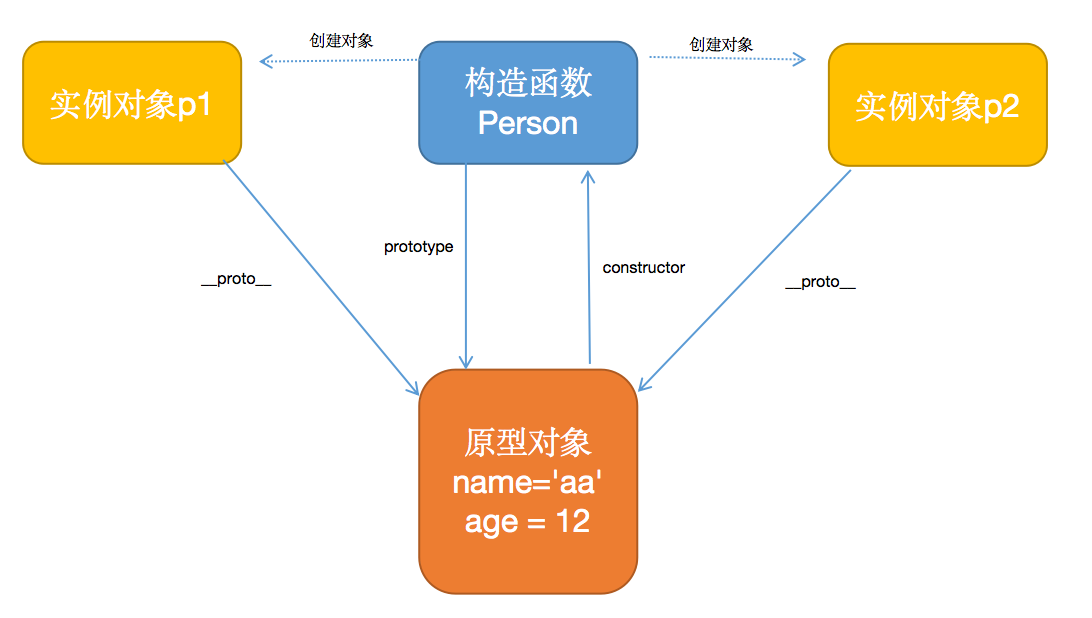 创建对象
创建对象
实例对象p1
构造函数
Person
实例对象p2
prototype
constructor
__proto__
__proto__
原型对象
name='aa'
age = 12